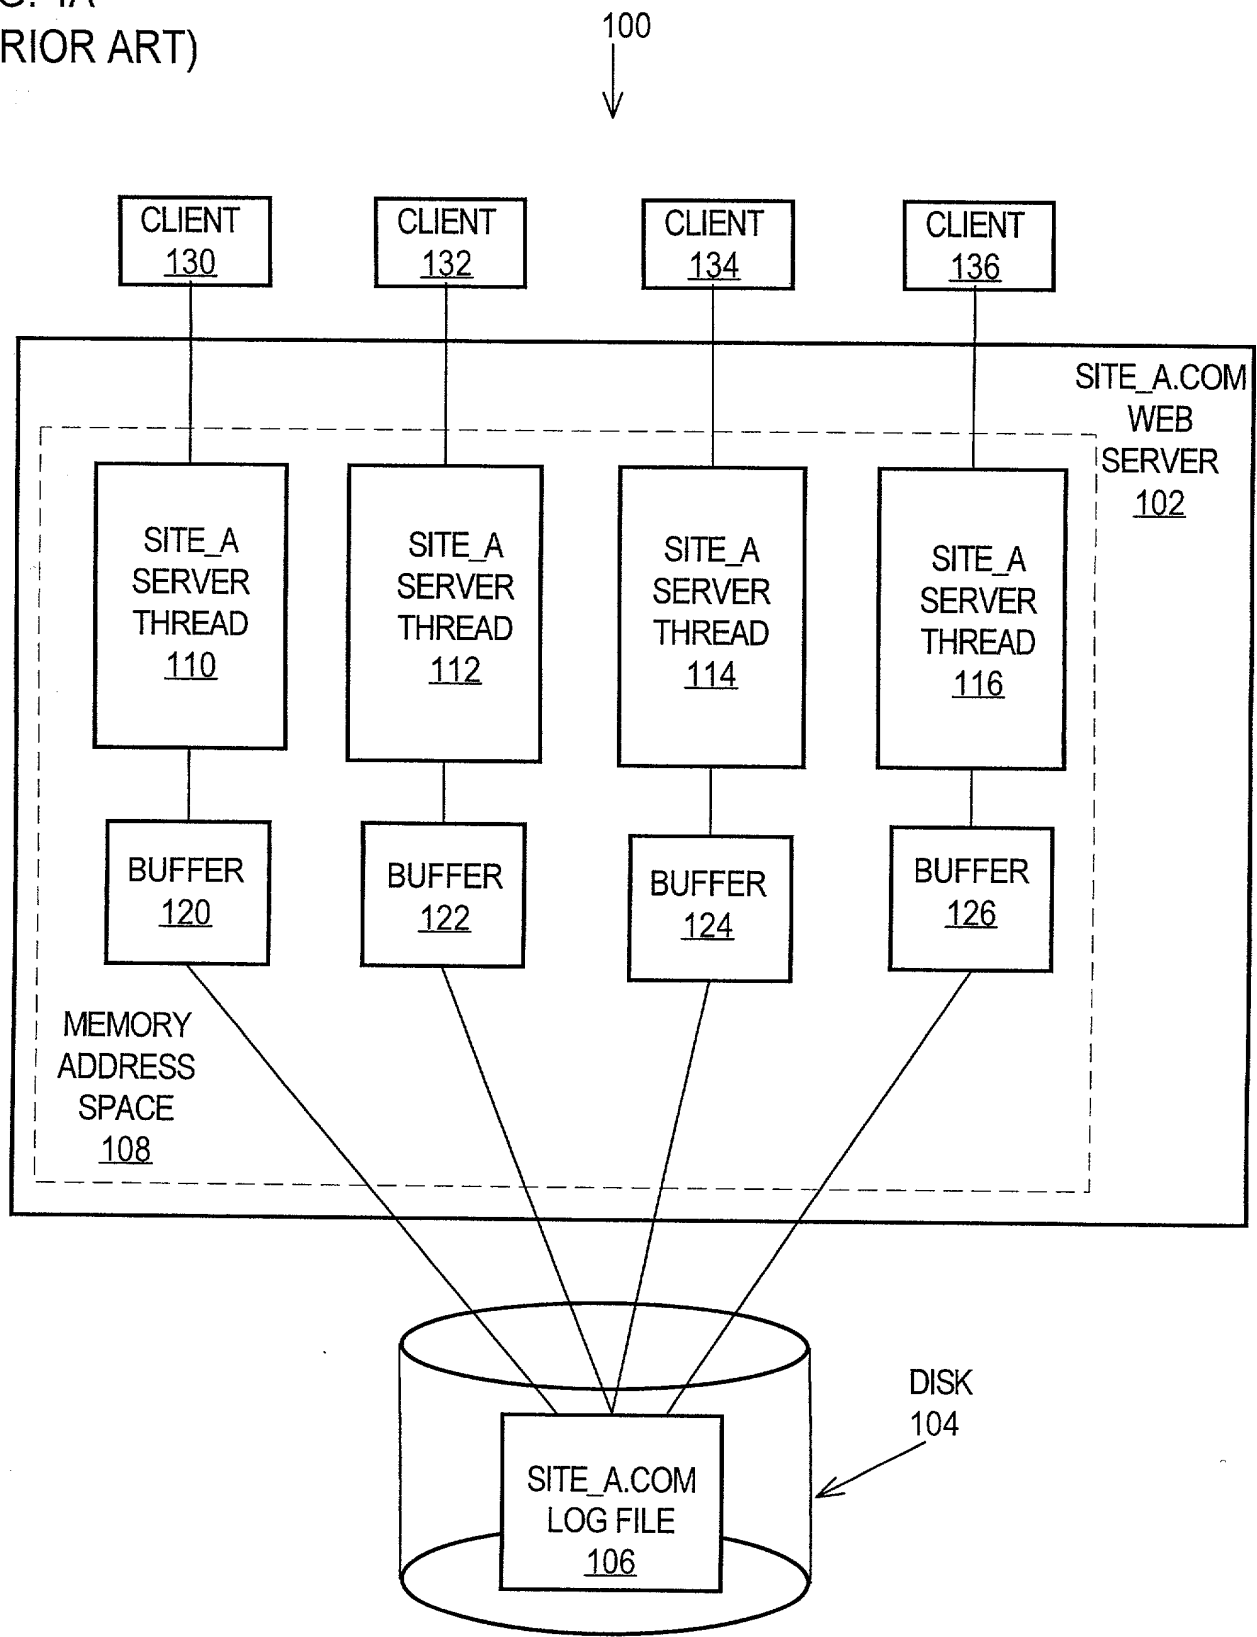 RIOR ART)
100
CLIENT
130
CLIENT
132
CLIENT
134
CLIENT
136
SITE_A.COM
WEB
SERVER
102
SITE_A
SERVER
THREAD
110
SITE_A
SERVER
THREAD
112
SITE_A
SERVER
THREAD
114
SITE_A
SERVER
THREAD
116
BUFFER
120
BUFFER
122
BUFFER
124
BUFFER
126
MEMORY
ADDRESS
SPACE
108
DISK
104
SITE_A.COM
LOG FILE
106